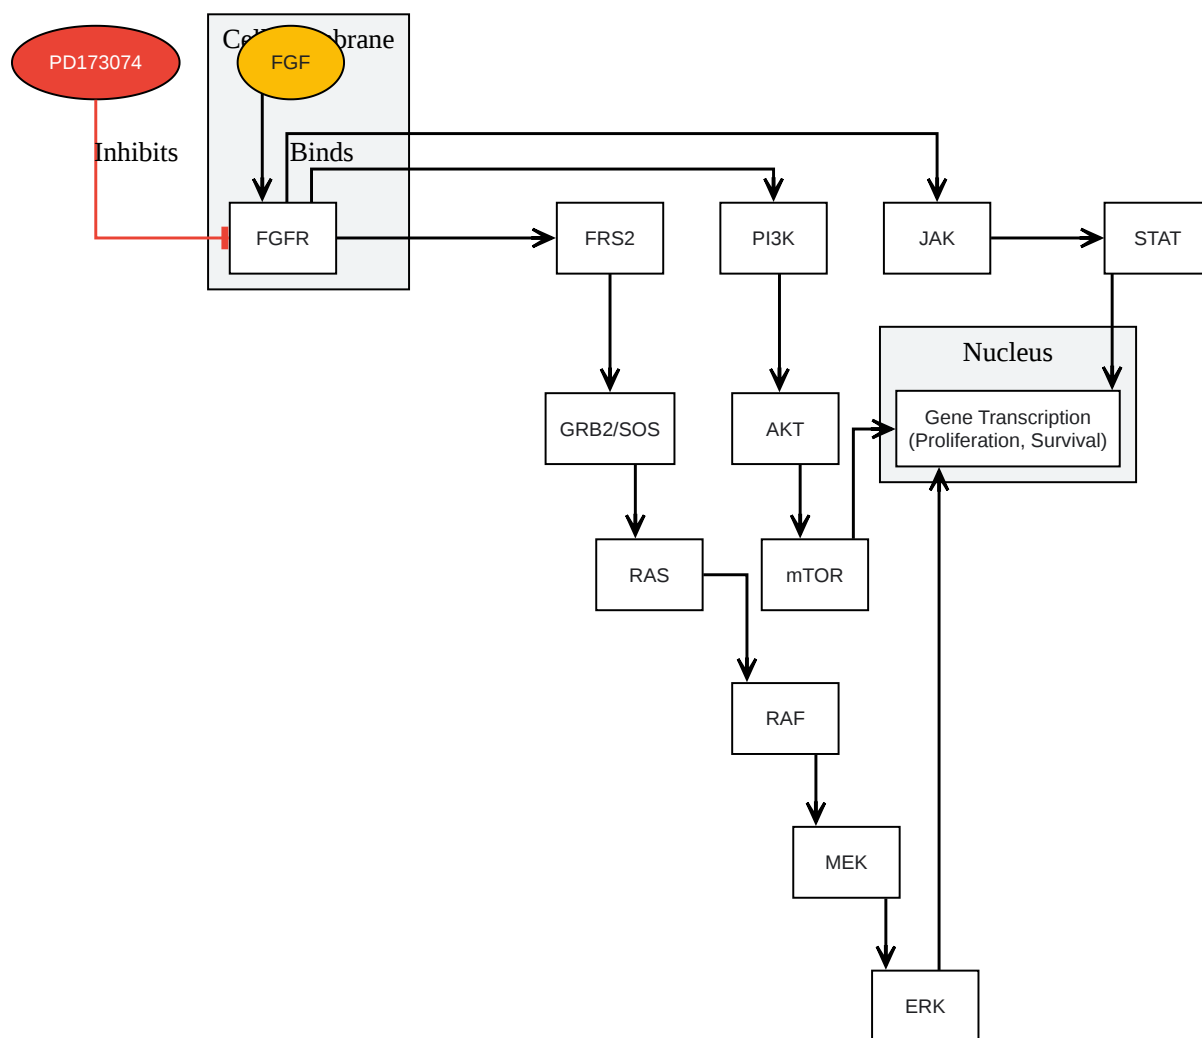 PD173074
FGF
Inhibits
Binds
FGFR
FRS2
PI3K
JAK
STAT
Nucleus
Gene Transcription
(Proliferation, Survival)
GRB2/SOS
AKT
RAS
mTOR
RAF
MEK
ERK